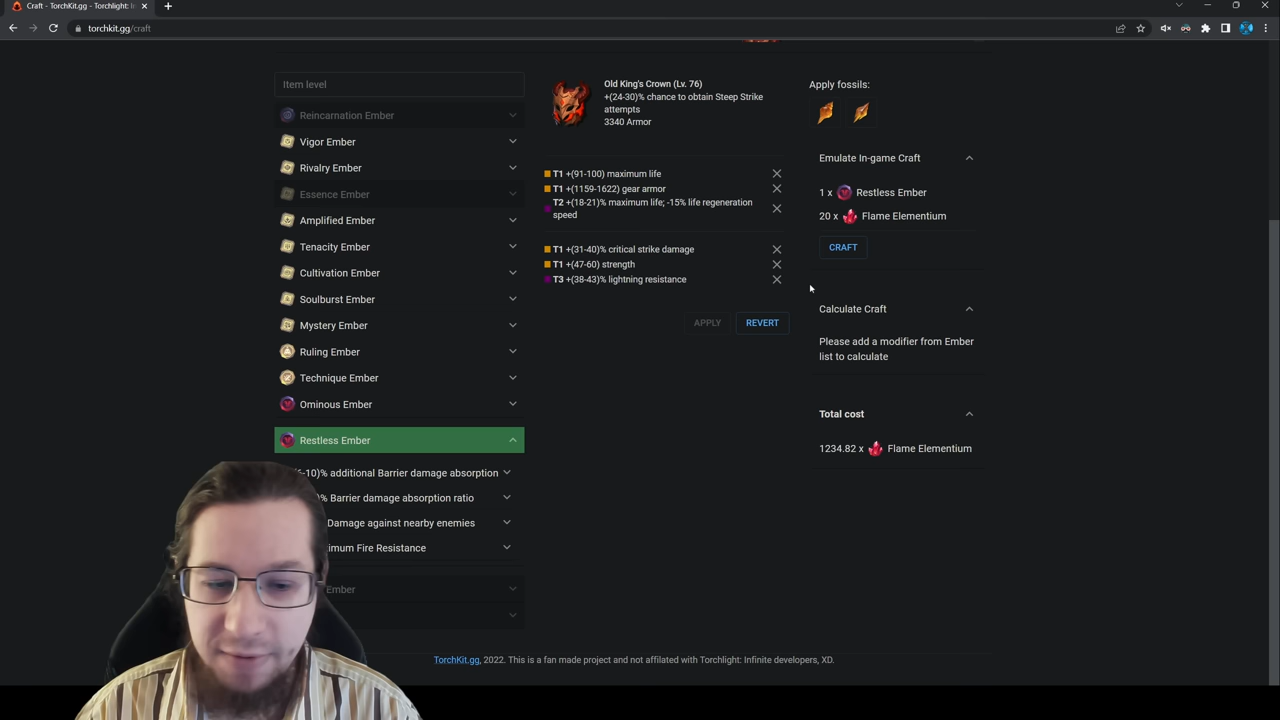 Craft - TorchKit.gg - Torchlight: I
torchkit.gg/craft
Item level
Reincarnation Ember
Vigor Ember
Rivalry Ember
Essence Ember
Amplified Ember
Tenacity Ember
Cultivation Ember
Soulburst Ember
Mystery Ember
Ruling Ember
Technique Ember
Ominous Ember
Restless Ember
-10)% additional Barrier damage absorption
)% Barrier damage absorption ratio
Damage against nearby enemies
imum Fire Resistance
Ember
Old King's Crown (Lv. 76)
+(24-30)% chance to obtain Steep Strike
attempts
3340 Armor
T1 +(91-100) maximum life
T1 +(1159-1622) gear armor
T2 +(18-21)% maximum life; -15% life regeneration
speed
T1 +(31-40)% critical strike damage
T1 +(47-60) strength
T3 +(38-43)% lightning resistance
APPLY
REVERT
Apply fossils:
Emulate In-game Craft
1 x Restless Ember
20 x Flame Elementium
CRAFT
Calculate Craft
Please add a modifier from Ember
list to calculate
Total cost
1234.82 x Flame Elementium
TorchKit.gg, 2022. This is a fan made project and not affilated with Torchlight: Infinite developers, XD.